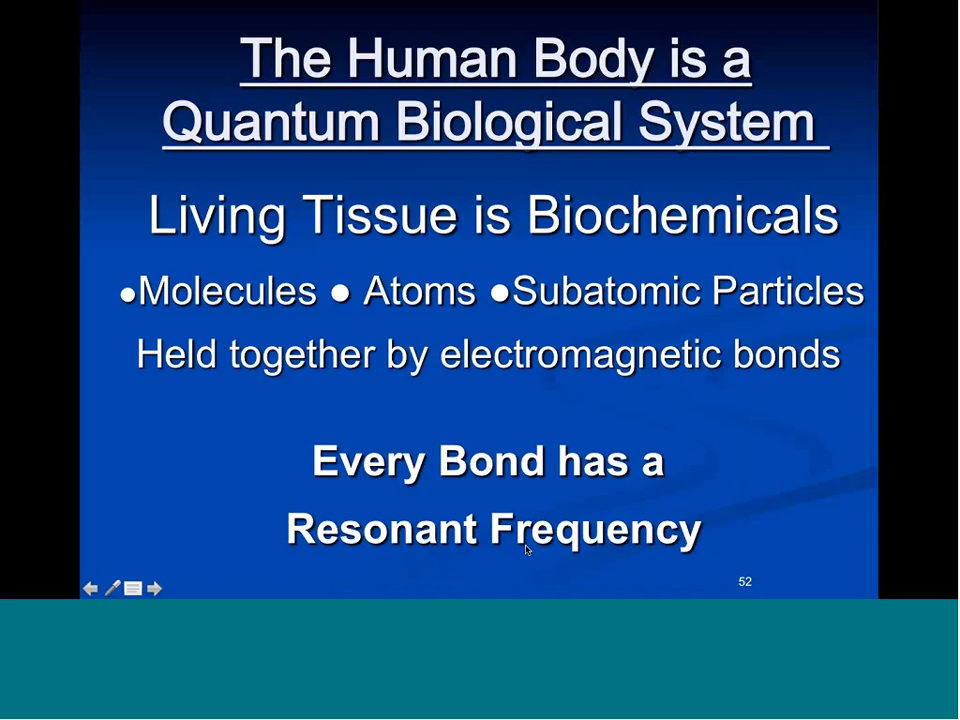 The Human Body is a
Quantum Biological System
Living Tissue is Biochemicals
●Molecules ● Atoms ●Subatomic Particles
Held together by electromagnetic bonds
Every Bond has a
Resonant Frequency
52